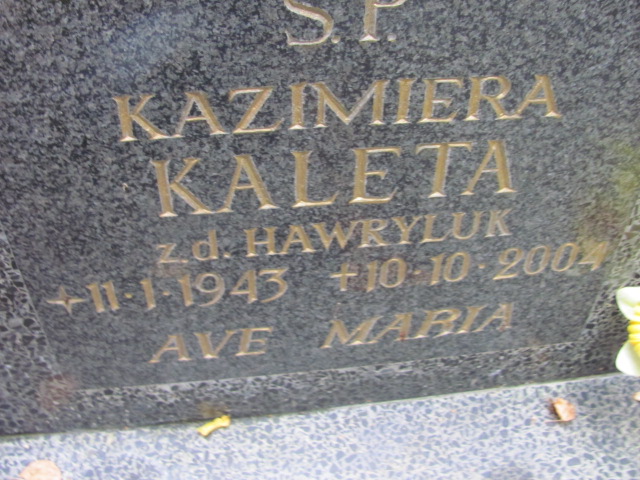 S.P.
KAZIMIERA
KALETA
z.d. HAWRYLUK
+11·1·1943 +10·10·2004
AVE MARIA